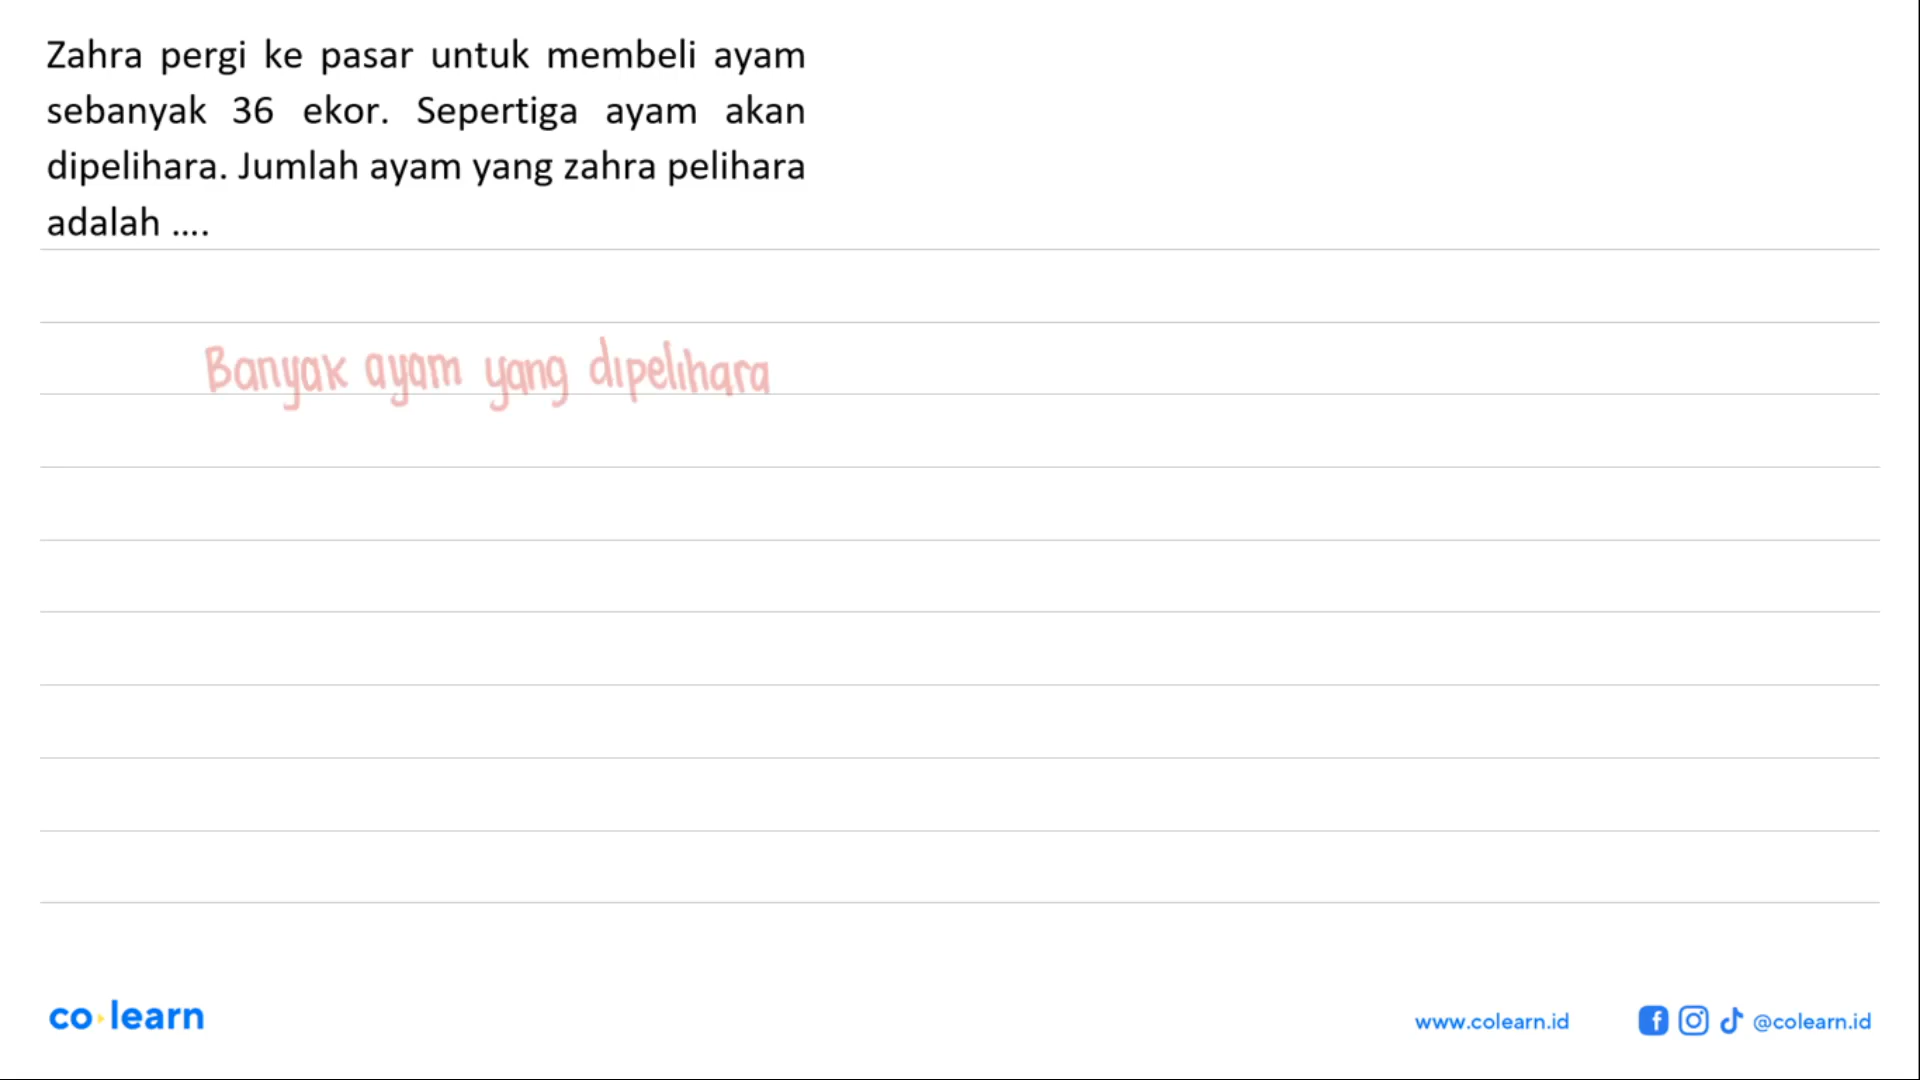 Zahra pergi ke pasar untuk membeli ayam
sebanyak 36 ekor. Sepertiga ayam akan
dipelihara. Jumlah ayam yang zahra pelihara
adalah ....
Banyak ayam yang dipelihara
co learn
www.colearn.id
@colearn.id